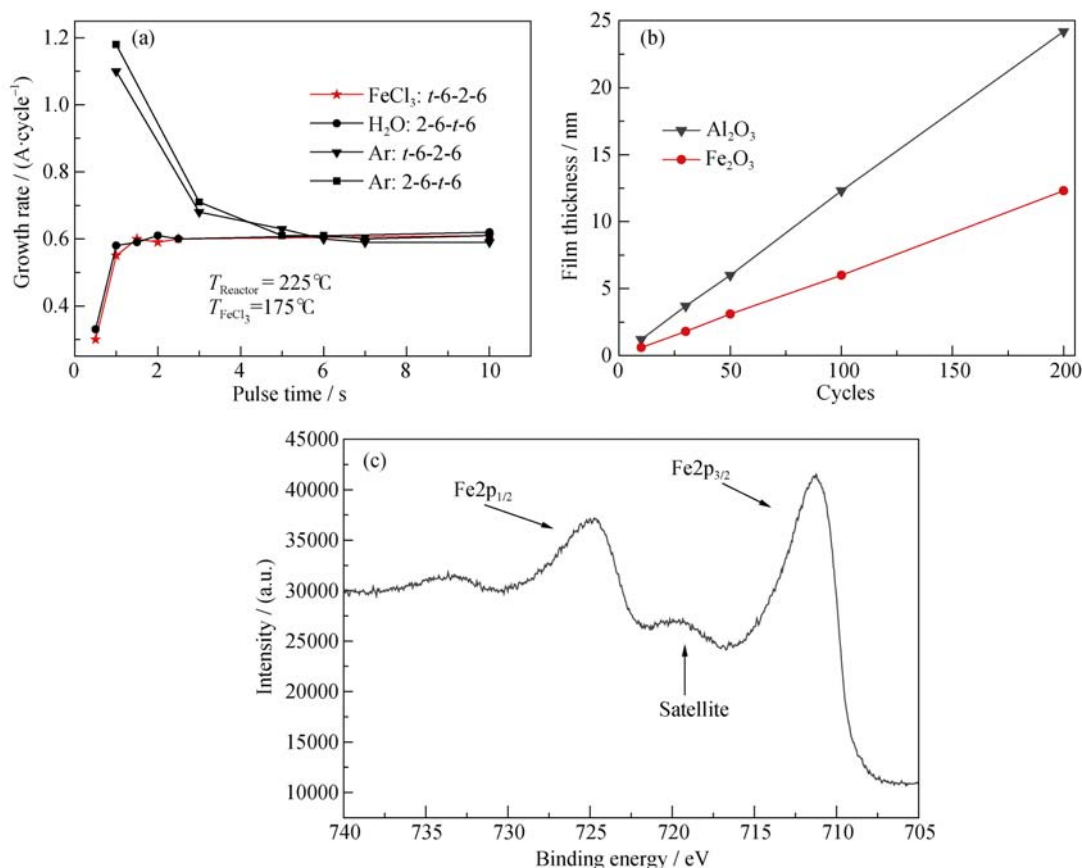 (a)
1.2
1.0
0.8
0.6
0.4
Growth rate / (A·cycle⁻¹)
FeCl₃: t-6-2-6
H₂O: 2-6-t-6
Ar: t-6-2-6
Ar: 2-6-t-6
T_Reactor = 225℃
T_FeCl₃=175℃
0 2 4 6 8 10
Pulse time / s
(b)
25
20
15
10
5
0
Film thickness / nm
Al₂O₃
Fe₂O₃
0 50 100 150 200
Cycles
(c)
45000
40000
35000
30000
25000
20000
15000
10000
Intensity / (a.u.)
Fe2p₁/₂
Fe2p₃/₂
Satellite
740 735 730 725 720 715 710 705
Binding energy / eV